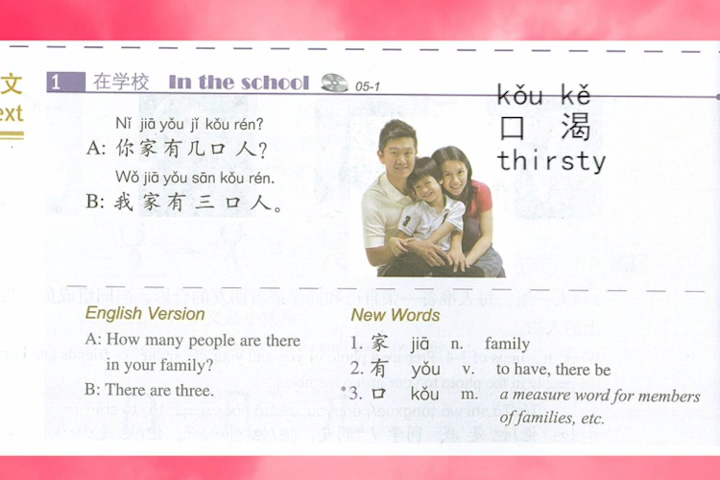 文
ext
1 在学校 In the school 05-1
kǒu kě
口 渴
thirsty
Nǐ jiā yǒu jǐ kǒu rén?
A: 你家有几口人?
Wǒ jiā yǒu sān kǒu rén.
B: 我家有三口人。
English Version
A: How many people are there
in your family?
B: There are three.
New Words
1. 家 jiā n. family
2. 有 yǒu v. to have, there be
*3. 口 kǒu m. a measure word for members
of families, etc.